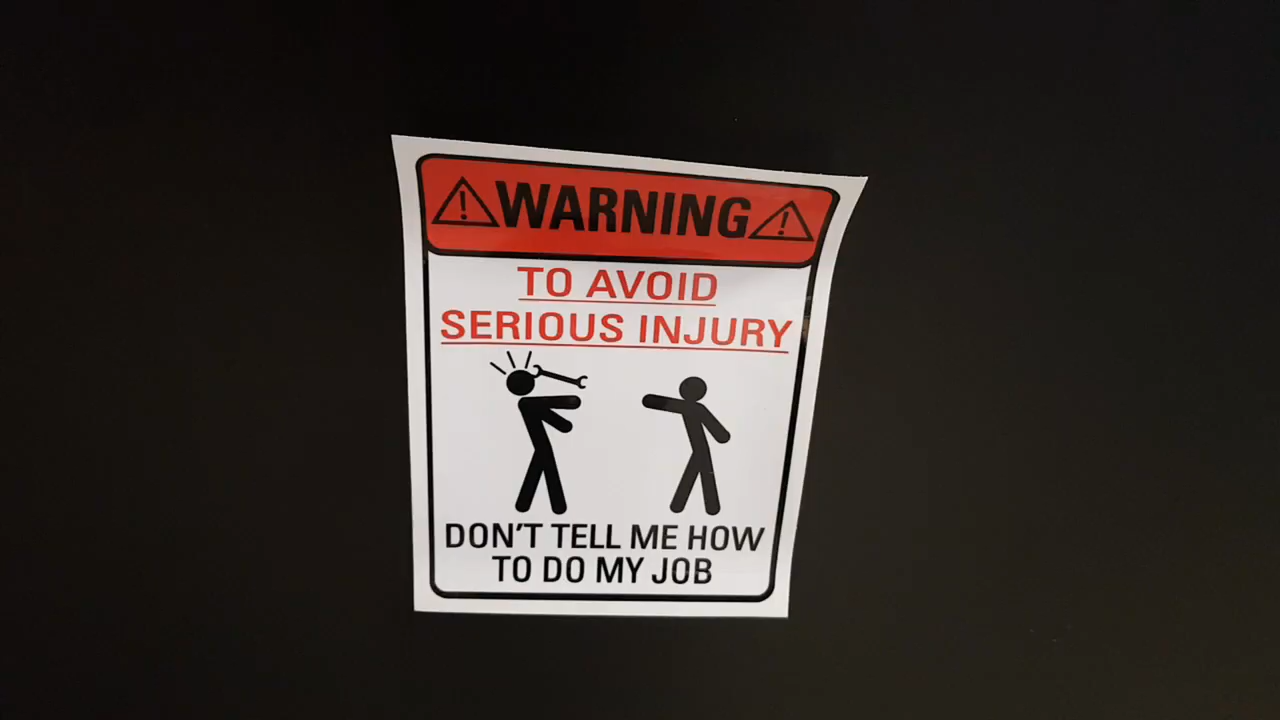 WARNING
TO AVOID
SERIOUS INJURY
DON'T TELL ME HOW
TO DO MY JOB